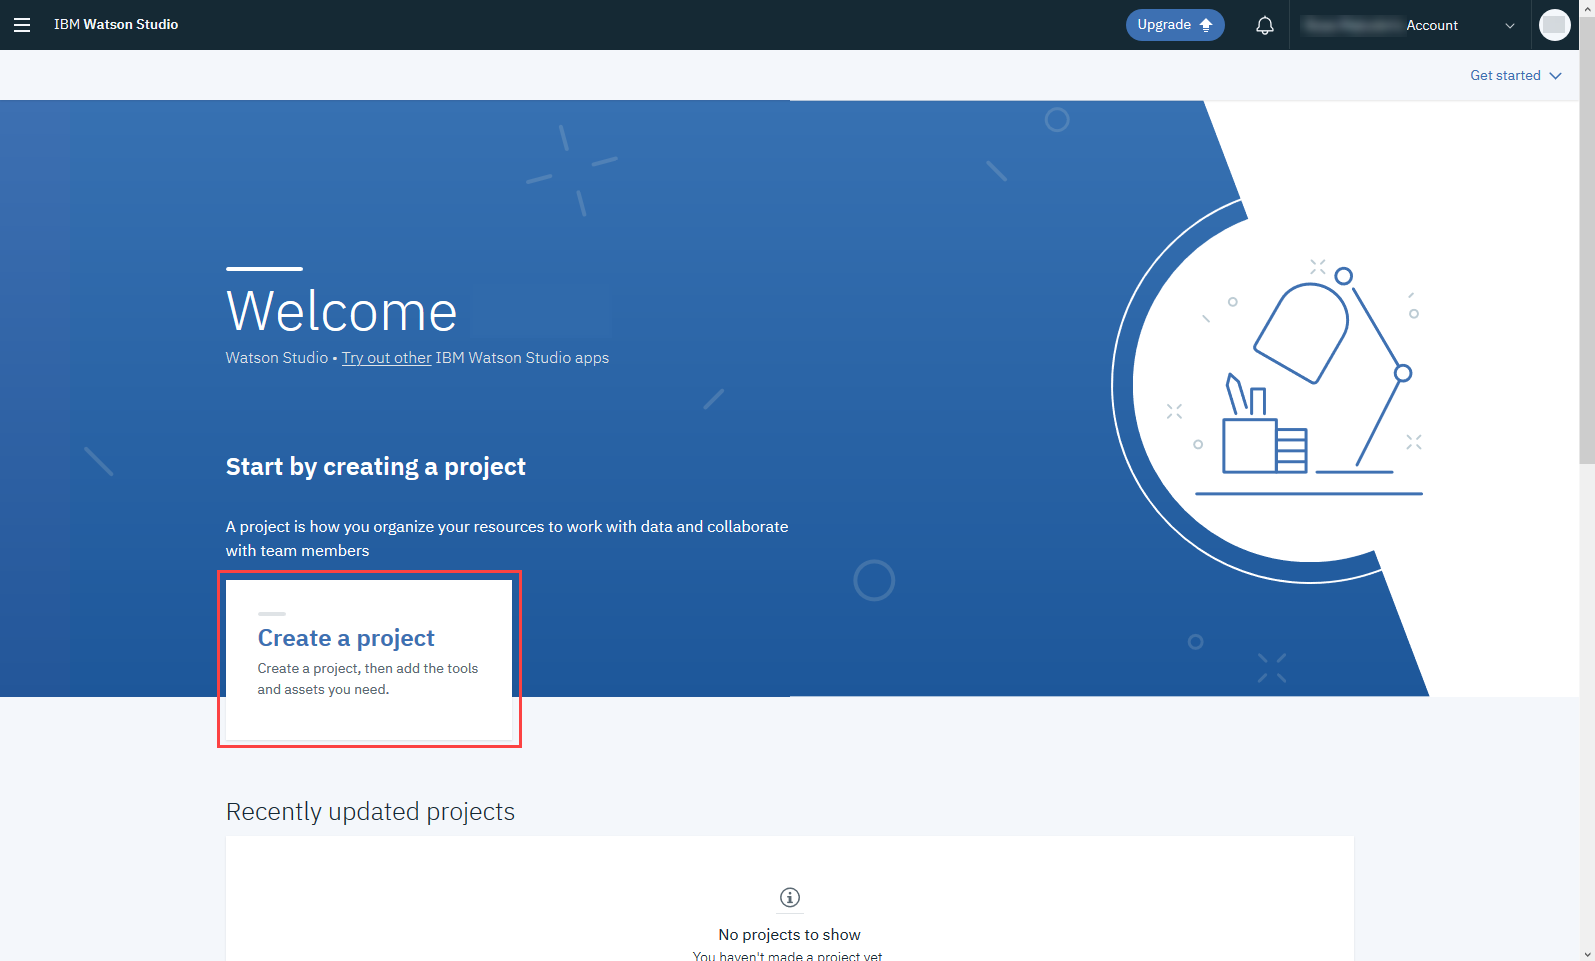 IBM Watson Studio
Upgrade
Account
Get started
Welcome
Watson Studio • Try out other IBM Watson Studio apps
Start by creating a project
A project is how you organize your resources to work with data and collaborate
with team members
Create a project
Create a project, then add the tools
and assets you need.
Recently updated projects
No projects to show
You haven't made a project yet